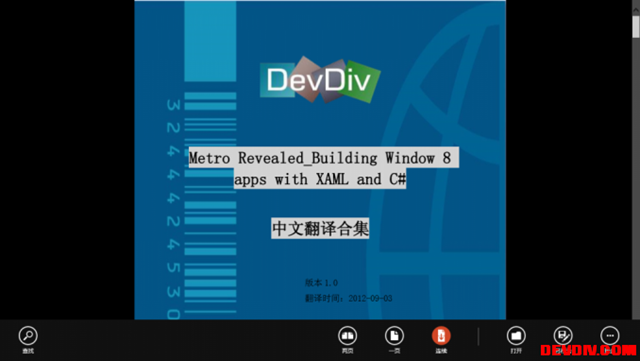 DevDiv
Metro Revealed_Building Window 8
apps with XAML and C#
中文翻译合集
版本 1.0
翻译时间：2012-09-03
3244424530
查找
两页
一页
连续
打开
DEVDIV.COM